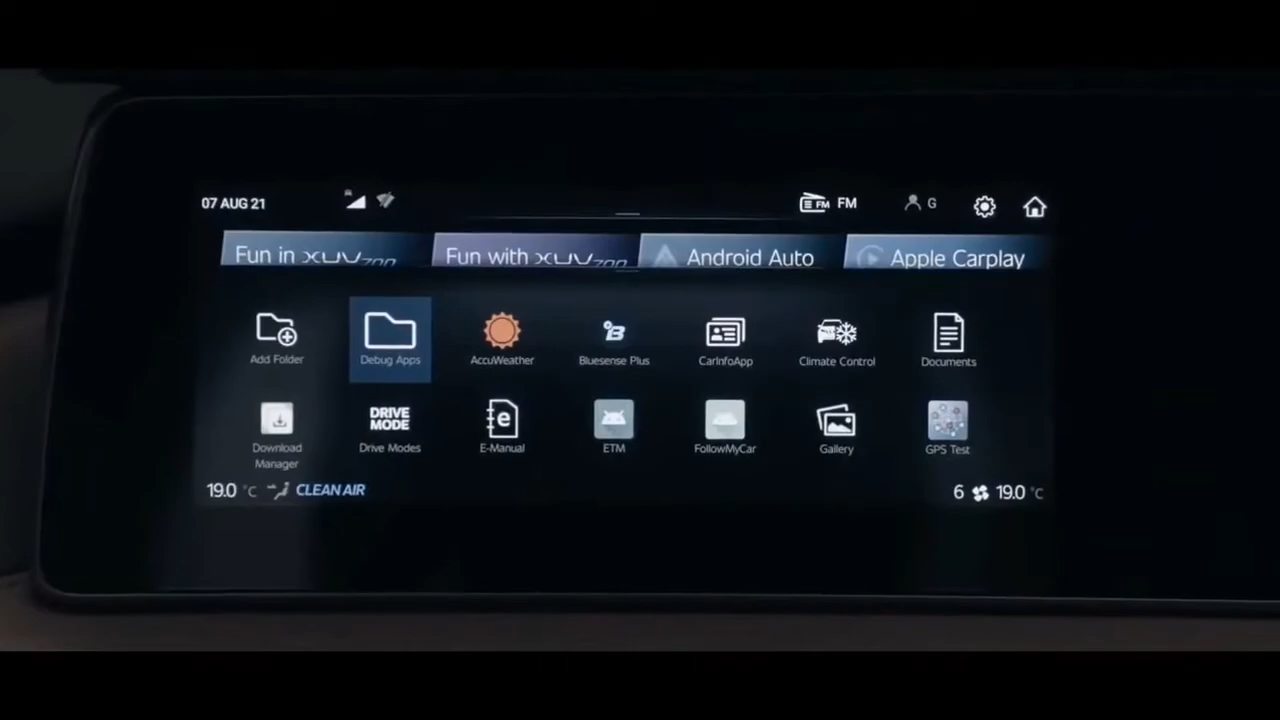 07 AUG 21
FM FM
G
Fun in XUV700
Fun with XUV700
Android Auto
Apple Carplay
Add Folder
Debug Apps
AccuWeather
Bluesense Plus
CarInfoApp
Climate Control
Documents
DRIVE
MODE
Download
Manager
Drive Modes
E-Manual
ETM
FollowMyCar
Gallery
GPS Test
19.0 °C
CLEAN AIR
6
19.0 °C